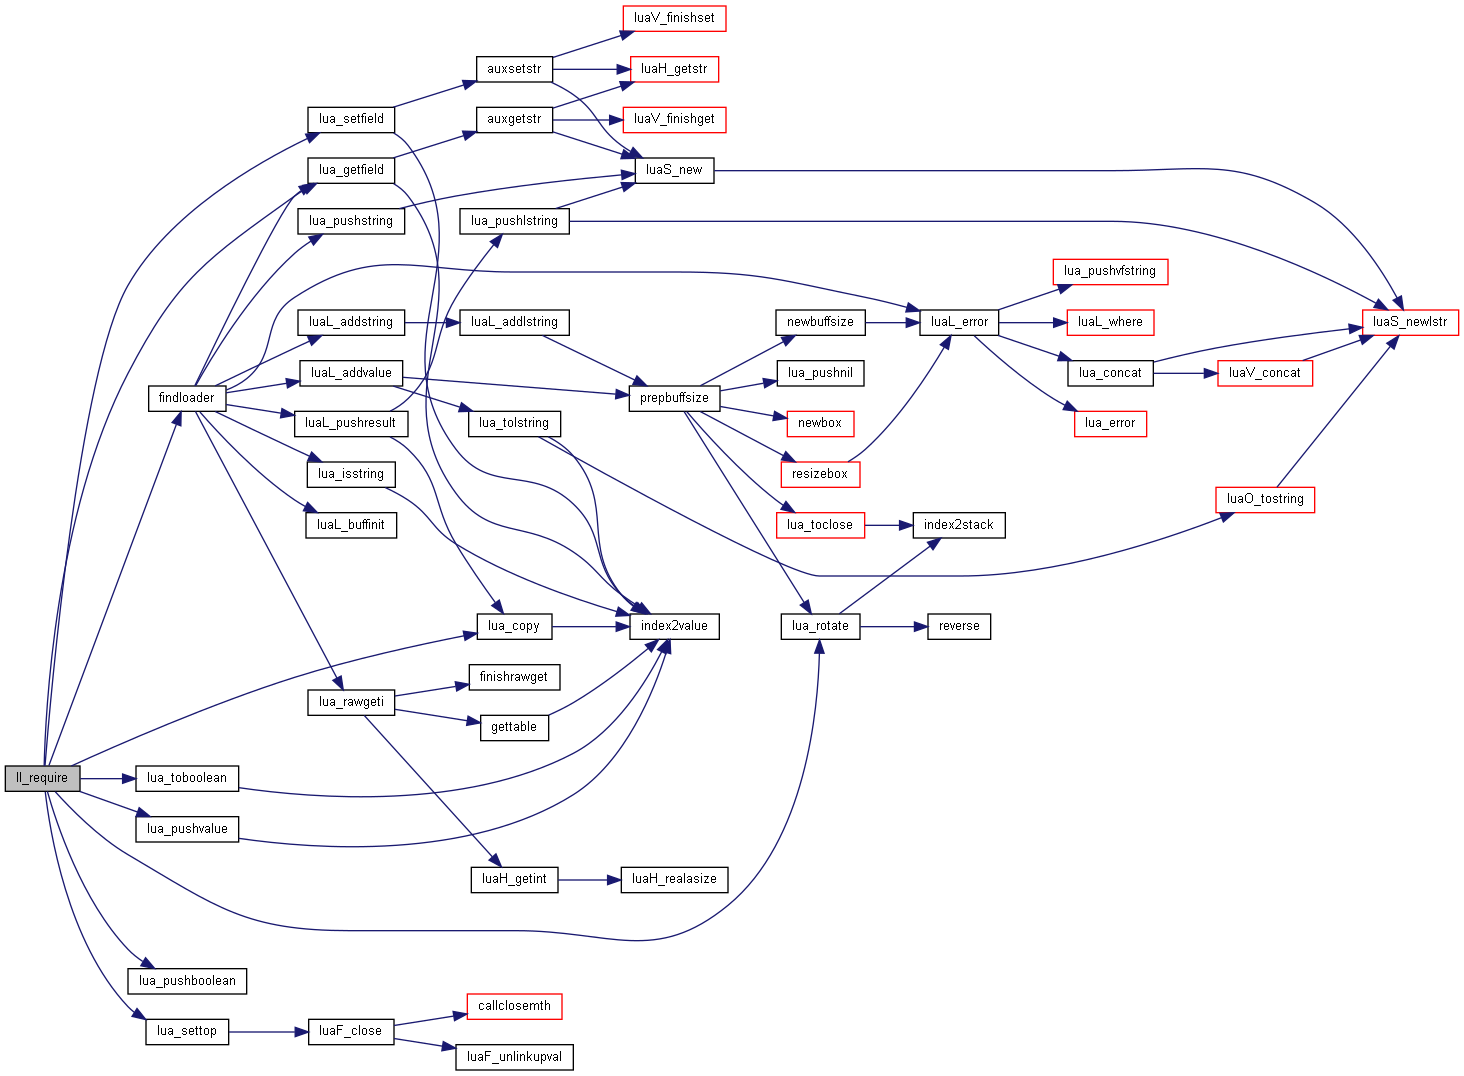 luaV_finishset
auxsetstr
luaH_getstr
lua_setfield
auxgetstr
luaV_finishget
lua_getfield
luaS_new
lua_pushstring
lua_pushlstring
lua_pushvfstring
luaL_addstring
luaL_addlstring
newbuffsize
luaL_error
luaL_where
luaS_newlstr
luaL_addvalue
lua_pushnil
lua_concat
luaV_concat
findloader
prepbuffsize
luaL_pushresult
lua_tolstring
newbox
lua_error
lua_isstring
resizebox
luaO_tostring
luaL_buffinit
lua_toclose
index2stack
lua_copy
index2value
lua_rotate
reverse
finishrawget
lua_rawgeti
gettable
ll_require
lua_toboolean
lua_pushvalue
luaH_getint
luaH_realasize
lua_pushboolean
callclosemth
lua_settop
luaF_close
luaF_unlinkupval